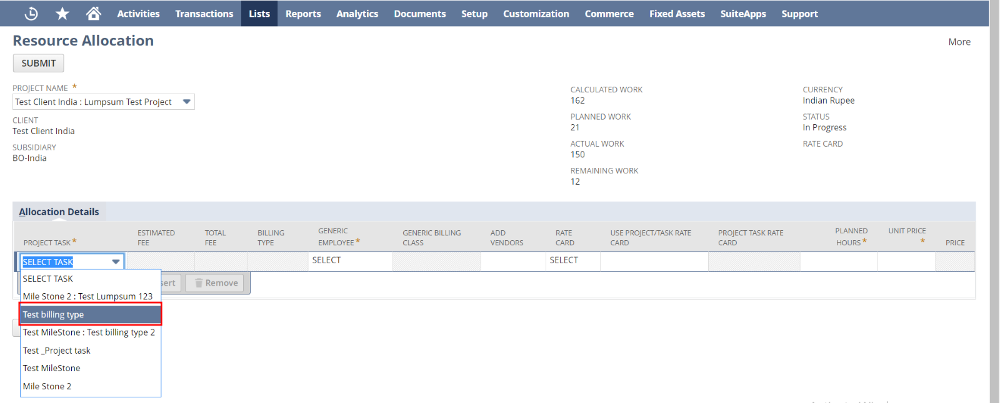 Activities Transactions Lists Reports Analytics Documents Setup Customization Commerce Fixed Assets SuiteApps Support
Resource Allocation
More
SUBMIT
PROJECT NAME *
Test Client India : Lumpsum Test Project
CLIENT
Test Client India
SUBSIDIARY
BO-India
CALCULATED WORK
162
PLANNED WORK
21
ACTUAL WORK
150
REMAINING WORK
12
CURRENCY
Indian Rupee
STATUS
In Progress
RATE CARD
Allocation Details
PROJECT TASK *
ESTIMATED
FEE
TOTAL
FEE
BILLING
TYPE
GENERIC
EMPLOYEE *
GENERIC BILLING
CLASS
ADD
VENDORS
RATE
CARD
USE PROJECT/TASK RATE
CARD
PROJECT TASK RATE
CARD
PLANNED
HOURS *
UNIT PRICE
*
PRICE
SELECT TASK
SELECT
SELECT
SELECT TASK
Mile Stone 2 : Test Lumpsum 123
Test billing type
Test MileStone : Test billing type 2
Test _Project task
Test MileStone
Mile Stone 2
sert
Remove